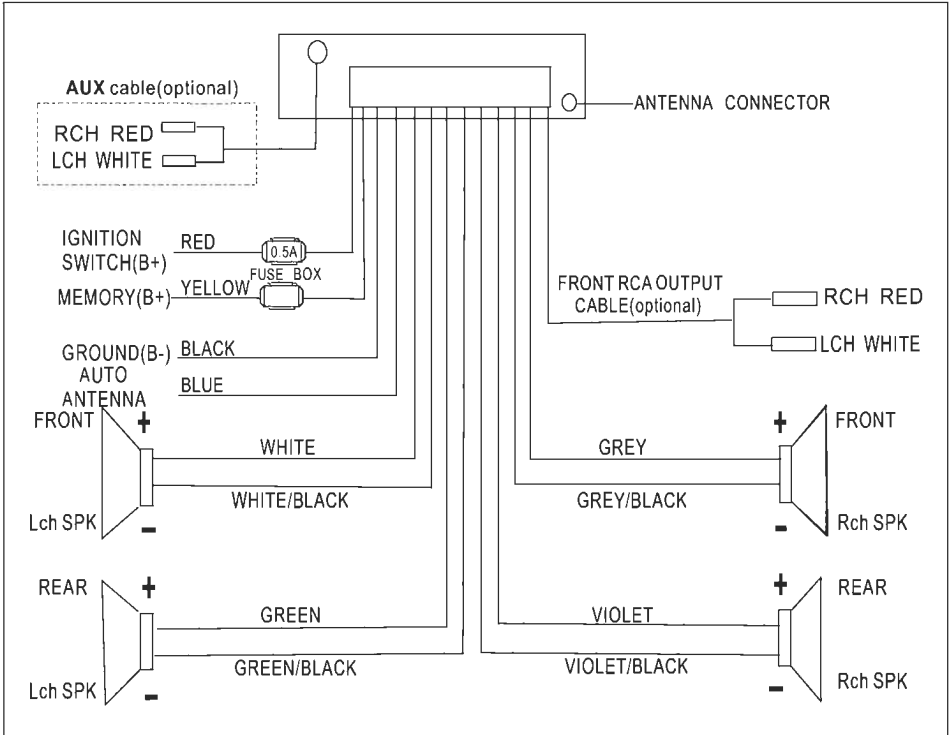 AUX cable(optional)
RCH RED
LCH WHITE
ANTENNA CONNECTOR
IGNITION
SWITCH(B+)
RED
0.5A
FUSE BOX
MEMORY(B+)
YELLOW
FRONT RCA OUTPUT
CABLE(optional)
RCH RED
LCH WHITE
GROUND(B-)
BLACK
AUTO
ANTENNA
BLUE
FRONT
+
WHITE
WHITE/BLACK
-
Lch SPK
+
FRONT
GREY
GREY/BLACK
-
Rch SPK
REAR
+
GREEN
GREEN/BLACK
-
Lch SPK
+
REAR
VIOLET
VIOLET/BLACK
-
Rch SPK